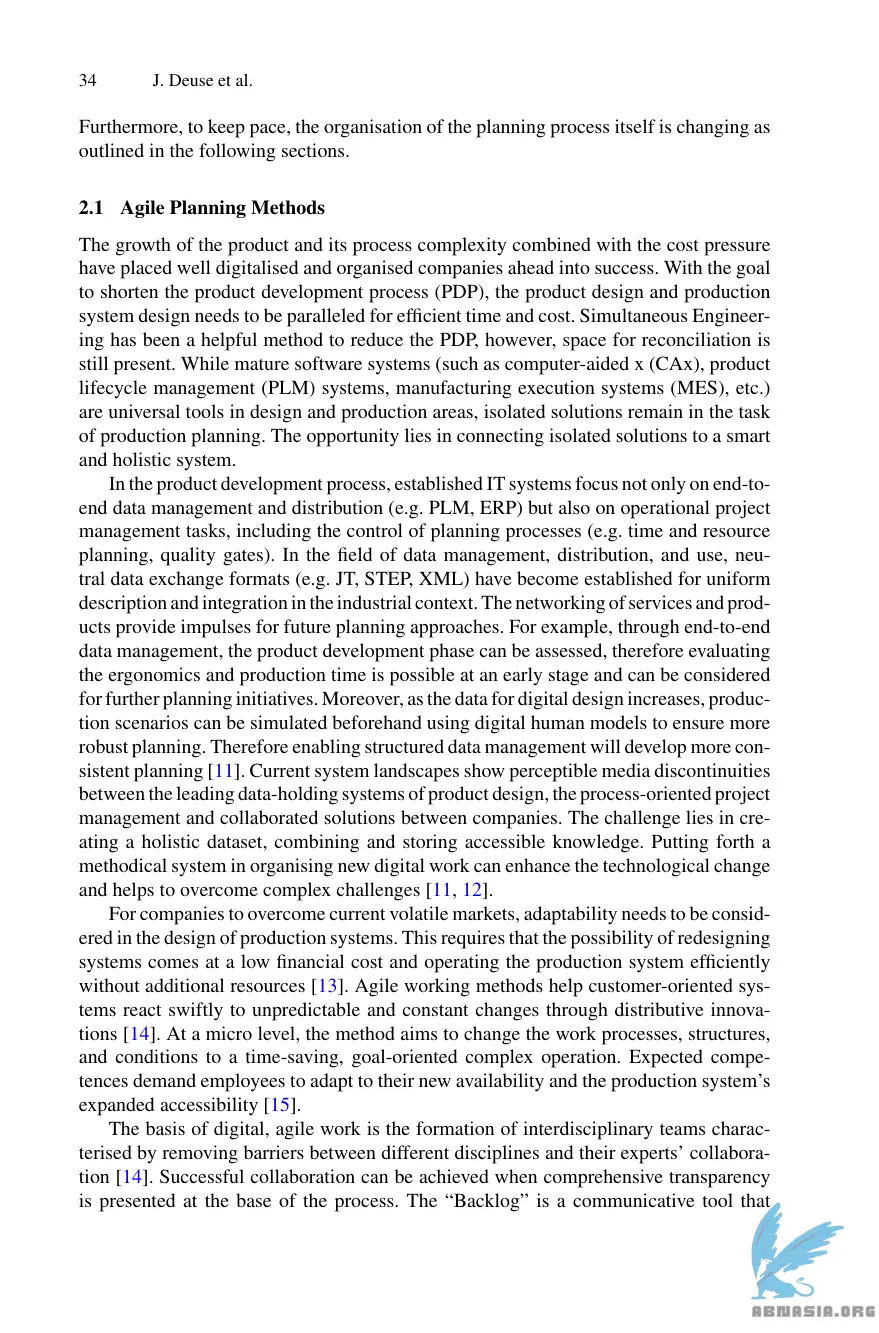 34 J. Deuse et al.
Furthermore, to keep pace, the organisation of the planning process itself is changing as
outlined in the following sections.
2.1 Agile Planning Methods
The growth of the product and its process complexity combined with the cost pressure
have placed well digitalised and organised companies ahead into success. With the goal
to shorten the product development process (PDP), the product design and production
system design needs to be paralleled for efficient time and cost. Simultaneous Engineer-
ing has been a helpful method to reduce the PDP, however, space for reconciliation is
still present. While mature software systems (such as computer-aided x (CAx), product
lifecycle management (PLM) systems, manufacturing execution systems (MES), etc.)
are universal tools in design and production areas, isolated solutions remain in the task
of production planning. The opportunity lies in connecting isolated solutions to a smart
and holistic system.
In the product development process, established IT systems focus not only on end-to-
end data management and distribution (e.g. PLM, ERP) but also on operational project
management tasks, including the control of planning processes (e.g. time and resource
planning, quality gates). In the field of data management, distribution, and use, neu-
tral data exchange formats (e.g. JT, STEP, XML) have become established for uniform
description and integration in the industrial context. The networking of services and prod-
ucts provide impulses for future planning approaches. For example, through end-to-end
data management, the product development phase can be assessed, therefore evaluating
the ergonomics and production time is possible at an early stage and can be considered
for further planning initiatives. Moreover, as the data for digital design increases, produc-
tion scenarios can be simulated beforehand using digital human models to ensure more
robust planning. Therefore enabling structured data management will develop more con-
sistent planning [11]. Current system landscapes show perceptible media discontinuities
between the leading data-holding systems of product design, the process-oriented project
management and collaborated solutions between companies. The challenge lies in cre-
ating a holistic dataset, combining and storing accessible knowledge. Putting forth a
methodical system in organising new digital work can enhance the technological change
and helps to overcome complex challenges [11, 12].
For companies to overcome current volatile markets, adaptability needs to be consid-
ered in the design of production systems. This requires that the possibility of redesigning
systems comes at a low financial cost and operating the production system efficiently
without additional resources [13]. Agile working methods help customer-oriented sys-
tems react swiftly to unpredictable and constant changes through distributive innova-
tions [14]. At a micro level, the method aims to change the work processes, structures,
and conditions to a time-saving, goal-oriented complex operation. Expected compe-
tences demand employees to adapt to their new availability and the production system’s
expanded accessibility [15].
The basis of digital, agile work is the formation of interdisciplinary teams charac-
terised by removing barriers between different disciplines and their experts’ collabora-
tion [14]. Successful collaboration can be achieved when comprehensive transparency
is presented at the base of the process. The “Backlog” is a communicative tool that
ABMASIA.ORG